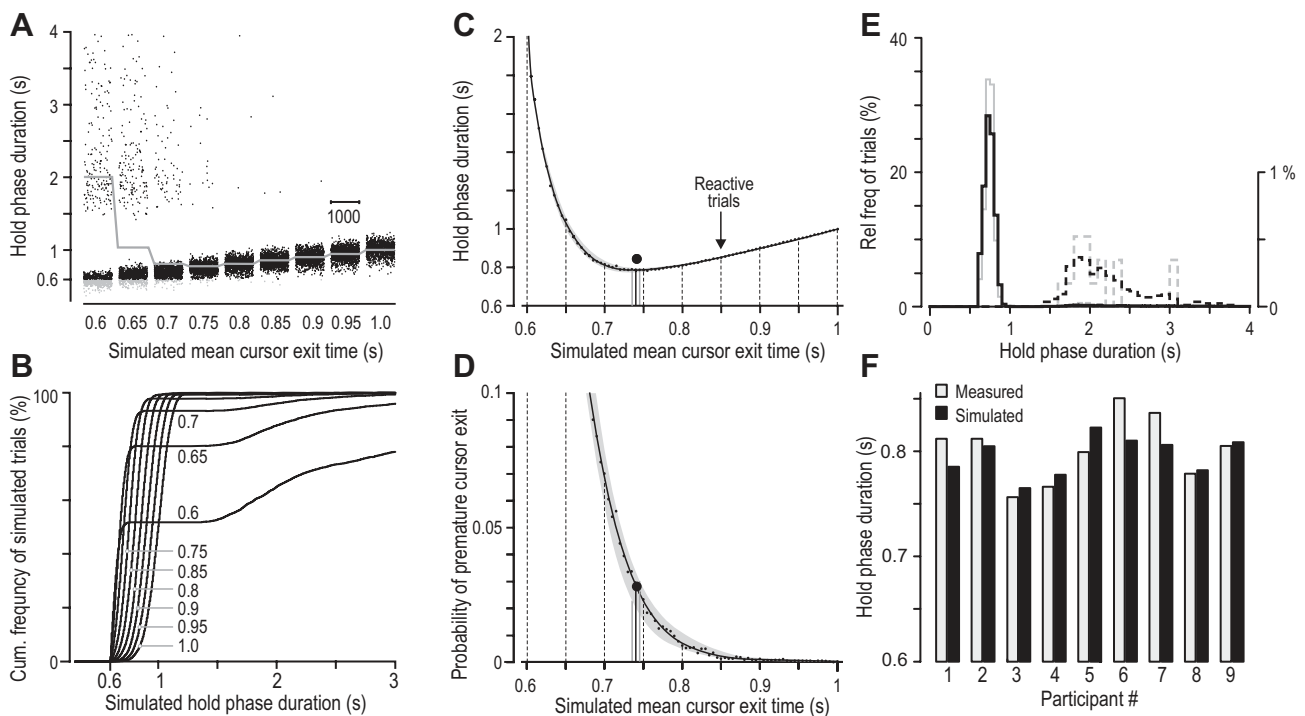 A
Hold phase duration (s)
4
3
2
1
0.6
1000
0.6 0.65 0.7 0.75 0.8 0.85 0.9 0.95 1.0
Simulated mean cursor exit time (s)
B
Cum. frequncy of simulated trials (%)
100
0
0.7
0.65
0.6
0.75
0.85
0.8
0.9
0.95
1.0
0.6 1 2 3
Simulated hold phase duration (s)
C
Hold phase duration (s)
2
1
0.8
0.6
Reactive
trials
0.6 0.7 0.8 0.9 1
Simulated mean cursor exit time (s)
D
Probability of premature cursor exit
0.1
0.05
0
0.6 0.7 0.8 0.9 1
Simulated mean cursor exit time (s)
E
Rel freq of trials (%)
40
20
0
1 %
0
0 1 2 3 4
Hold phase duration (s)
F
Measured
Simulated
Hold phase duration (s)
0.8
0.7
0.6
1 2 3 4 5 6 7 8 9
Participant #